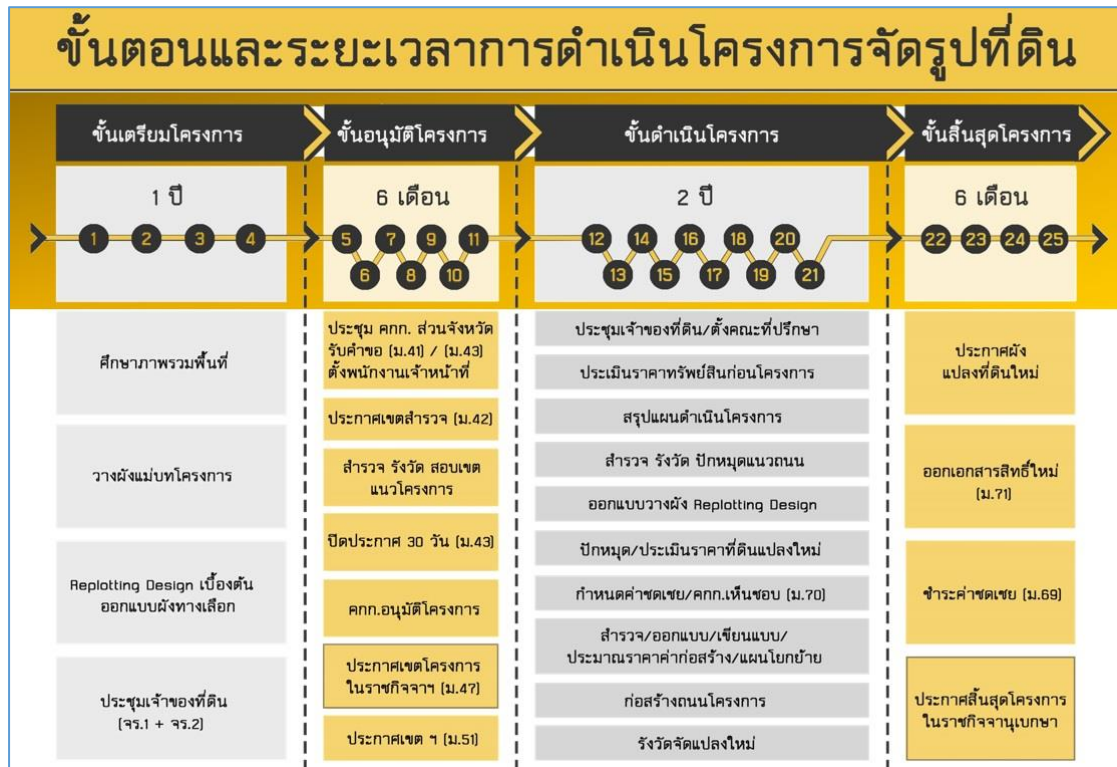 ขั้นตอนและระยะเวลาการดำเนินโครงการจัดรูปที่ดิน
ขั้นเตรียมโครงการ
ขั้นอนุมัติโครงการ
ขั้นดำเนินโครงการ
ขั้นสิ้นสุดโครงการ
1 ปี
6 เดือน
2 ปี
6 เดือน
1 2 3 4
5 6 7 8 9 10 11
12 13 14 15 16 17 18 19 20 21
22 23 24 25
ศึกษาภาพรวมพื้นที่
วางผังแม่บทโครงการ
Replotting Design เบื้องต้น
ออกแบบผังทางเลือก
ประชุมเจ้าของที่ดิน
(จร.1 + จร.2)
ประชุม คกก. ส่วนจังหวัด
รับคำขอ (ม.41) / (ม.43)
ตั้งพนักงานเจ้าหน้าที่
ประกาศเขตสำรวจ (ม.42)
สำรวจ รังวัด สอบเขต
แนวโครงการ
ปิดประกาศ 30 วัน (ม.43)
คกก.อนุมัติโครงการ
ประกาศเขตโครงการ
ในราชกิจจาฯ (ม.47)
ประกาศเขต ฯ (ม.51)
ประชุมเจ้าของที่ดิน/ตั้งคณะที่ปรึกษา
ประเมินราคาทรัพย์สินก่อนโครงการ
สรุปแผนดำเนินโครงการ
สำรวจ รังวัด ปักหมุดแนวถนน
ออกแบบวางผัง Replotting Design
ปักหมุด/ประเมินราคาที่ดินแปลงใหม่
กำหนดค่าชดเชย/คกก.เห็นชอบ (ม.70)
สำรวจ/ออกแบบ/เขียนแบบ/
ประมาณราคาค่าก่อสร้าง/แผนโยกย้าย
ก่อสร้างถนนโครงการ
รังวัดจัดแปลงใหม่
ประกาศผัง
แปลงที่ดินใหม่
ออกเอกสารสิทธิ์ใหม่
(ม.71)
ชำระค่าชดเชย (ม.69)
ประกาศสิ้นสุดโครงการ
ในราชกิจจานุเบกษา